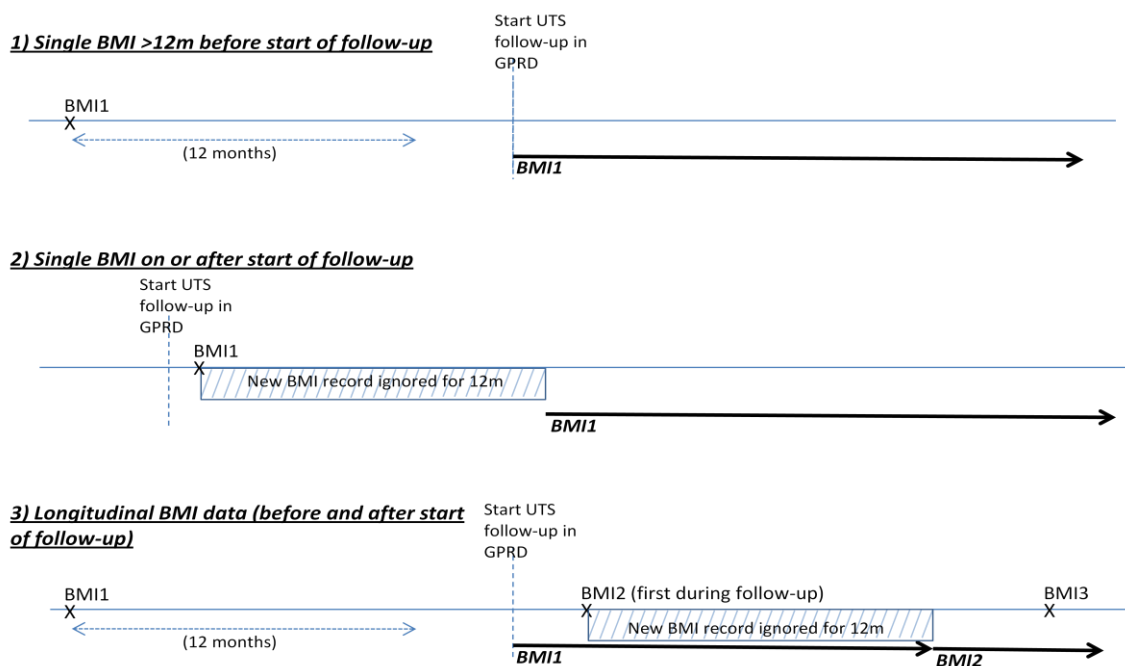 1) Single BMI >12m before start of follow-up
Start UTS
follow-up in
GPRD
BMI1
X
(12 months)
BMI1
2) Single BMI on or after start of follow-up
Start UTS
follow-up in
GPRD
BMI1
X
New BMI record ignored for 12m
BMI1
3) Longitudinal BMI data (before and after start
of follow-up)
Start UTS
follow-up in
GPRD
BMI1
X
BMI2 (first during follow-up)
X
BMI3
X
(12 months)
New BMI record ignored for 12m
BMI1
BMI2